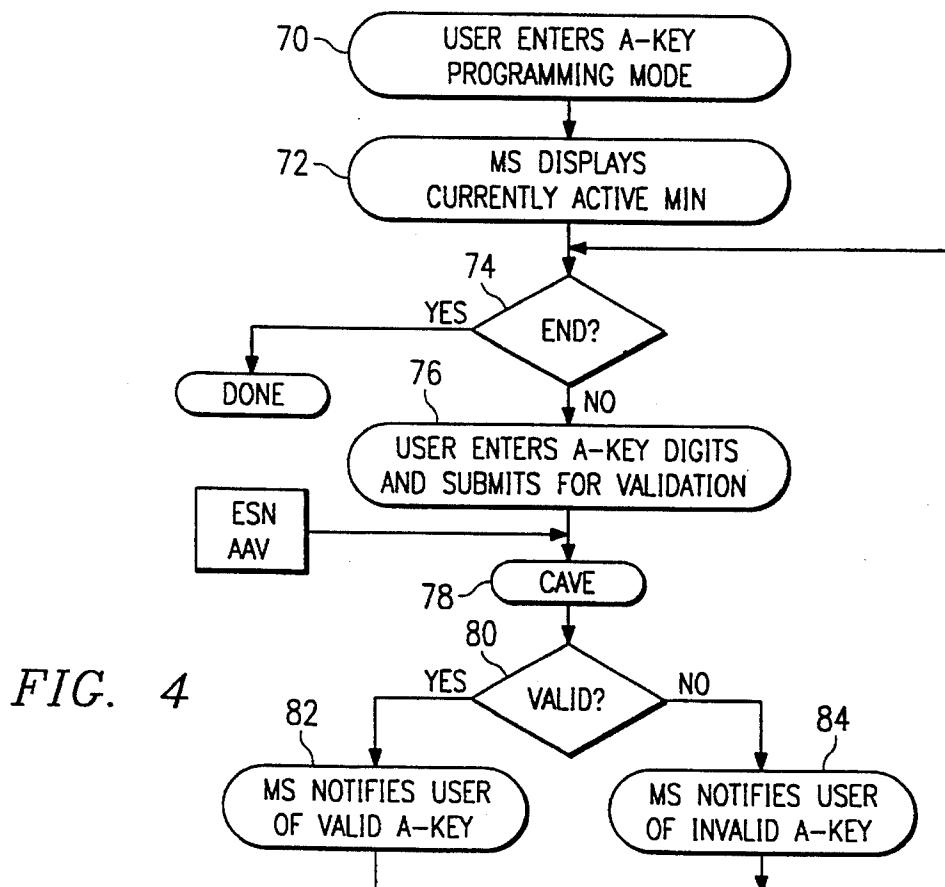 70
USER ENTERS A-KEY
PROGRAMMING MODE
72
MS DISPLAYS
CURRENTLY ACTIVE MIN
74
YES
END?
DONE
76
NO
USER ENTERS A-KEY DIGITS
AND SUBMITS FOR VALIDATION
ESN
AAV
78
CAVE
80
YES
VALID?
NO
FIG. 4
82
84
MS NOTIFIES USER
OF VALID A-KEY
MS NOTIFIES USER
OF INVALID A-KEY